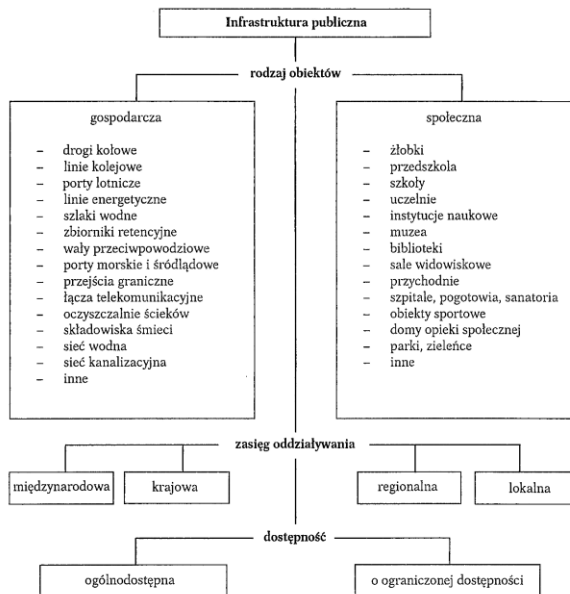 Infrastruktura publiczna
rodzaj obiektów
gospodarcza
– drogi kołowe
– linie kolejowe
– porty lotnicze
– linie energetyczne
– szlaki wodne
– zbiorniki retencyjne
– wały przeciwpowodziowe
– porty morskie i śródlądowe
– przejścia graniczne
– łącza telekomunikacyjne
– oczyszczalnie ścieków
– składowiska śmieci
– sieć wodna
– sieć kanalizacyjna
– inne
społeczna
– żłobki
– przedszkola
– szkoły
– uczelnie
– instytucje naukowe
– muzea
– biblioteki
– sale widowiskowe
– przychodnie
– szpitale, pogotowia, sanatoria
– obiekty sportowe
– domy opieki społecznej
– parki, zieleńce
– inne
zasięg oddziaływania
międzynarodowa
krajowa
regionalna
lokalna
dostępność
ogólnodostępna
o ograniczonej dostępności